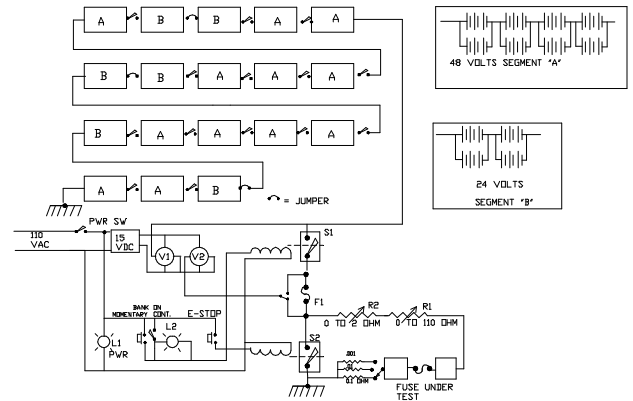 A B B A A
B B A A A
B A A A A
A A B
= JUMPER
48 VOLTS SEGMENT "A"
24 VOLTS
SEGMENT "B"
PWR SW
110
VAC
15
VDC
V1 V2
S1
F1
R2 R1
0 TO 2 OHM 0 TO 110 OHM
BANK ON
MOMENTARY CONT.
E-STOP
L2
L1
PWR
S2
.001
0.1 OHM
FUSE UNDER
TEST